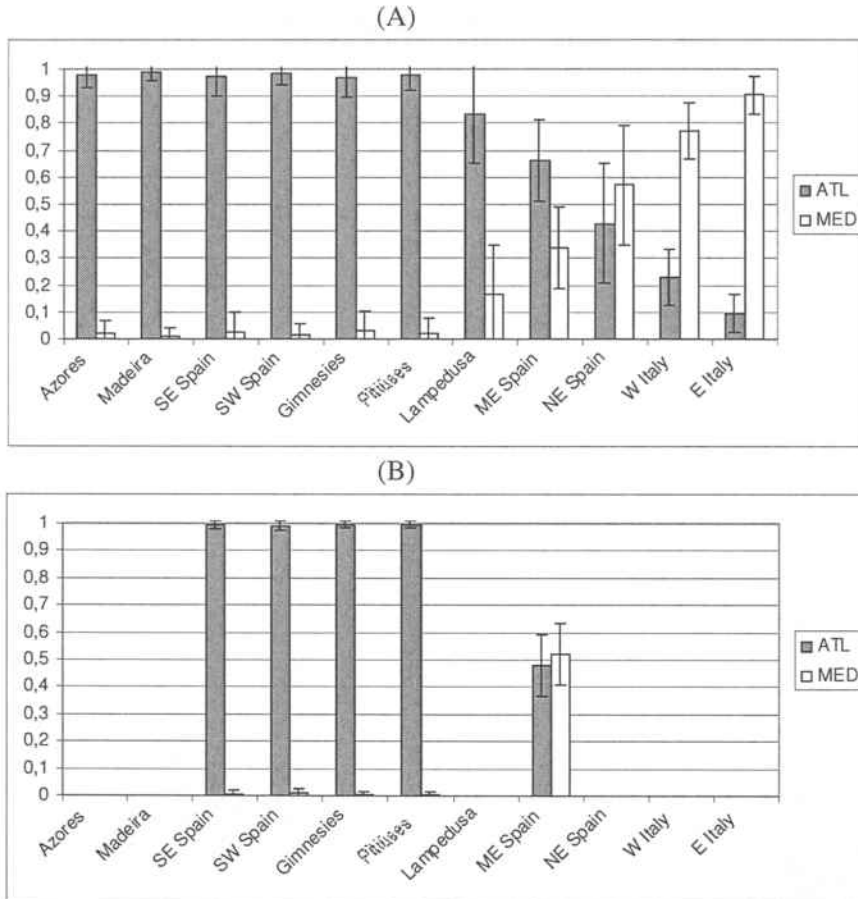 (A)
1
0,9
0,8
0,7
0,6
0,5
0,4
0,3
0,2
0,1
0
Azores
Madeira
SE Spain
SW Spain
Gimnesies
Pitiüses
Lampedusa
ME Spain
NE Spain
W Italy
E Italy
ATL
MED
(B)
1
0,9
0,8
0,7
0,6
0,5
0,4
0,3
0,2
0,1
0
Azores
Madeira
SE Spain
SW Spain
Gimnesies
Pitiüses
Lampedusa
ME Spain
NE Spain
W Italy
E Italy
ATL
MED